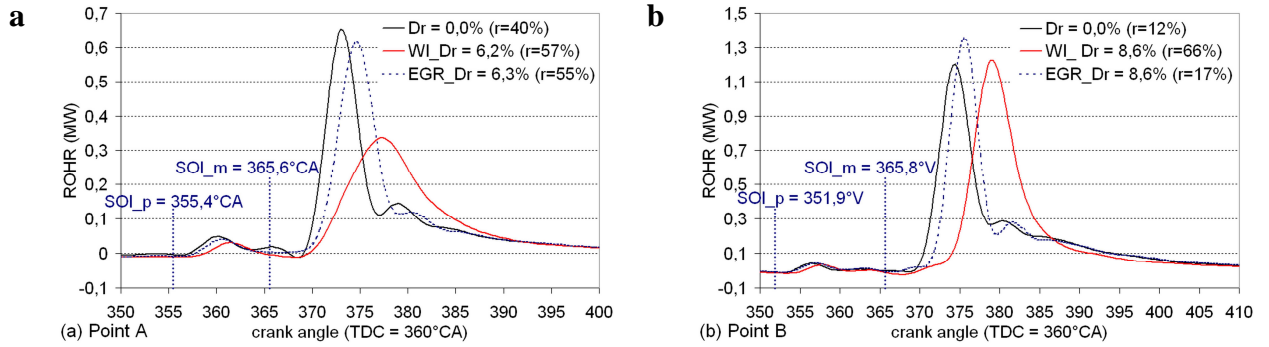 a
0,7
0,6
0,5
0,4
0,3
0,2
0,1
0
-0,1
ROHR (MW)
Dr = 0,0% (r=40%)
WI_Dr = 6,2% (r=57%)
EGR_Dr = 6,3% (r=55%)
SOI_m = 365,6°CA
SOI_p = 355,4°CA
350 355 360 365 370 375 380 385 390 395 400
(a) Point A crank angle (TDC = 360°CA)
b
1,5
1,3
1,1
0,9
0,7
0,5
0,3
0,1
-0,1
ROHR (MW)
Dr = 0,0% (r=12%)
WI_ Dr = 8,6% (r=66%)
EGR_Dr = 8,6% (r=17%)
SOI_m = 365,8°V
SOI_p = 351,9°V
350 355 360 365 370 375 380 385 390 395 400 405 410
(b) Point B crank angle (TDC = 360°CA)